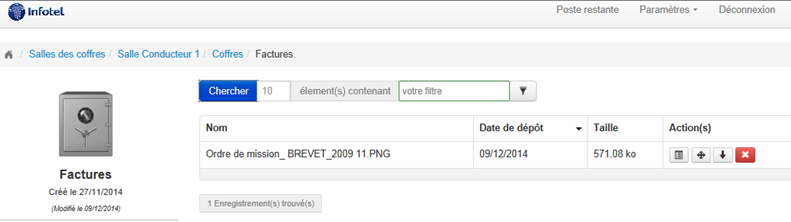 Infotel
Poste restante Paramètres Déconnexion
/ Salles des coffres / Salle Conducteur 1 / Coffres / Factures
Chercher 10 élement(s) contenant votre filtre
Nom Date de dépôt Taille Action(s)
Ordre de mission_ BREVET_2009 11.PNG 09/12/2014 571.08 ko
Factures
Créé le 27/11/2014
(Modifié le 09/12/2014)
1 Enregistrement(s) trouvé(s)